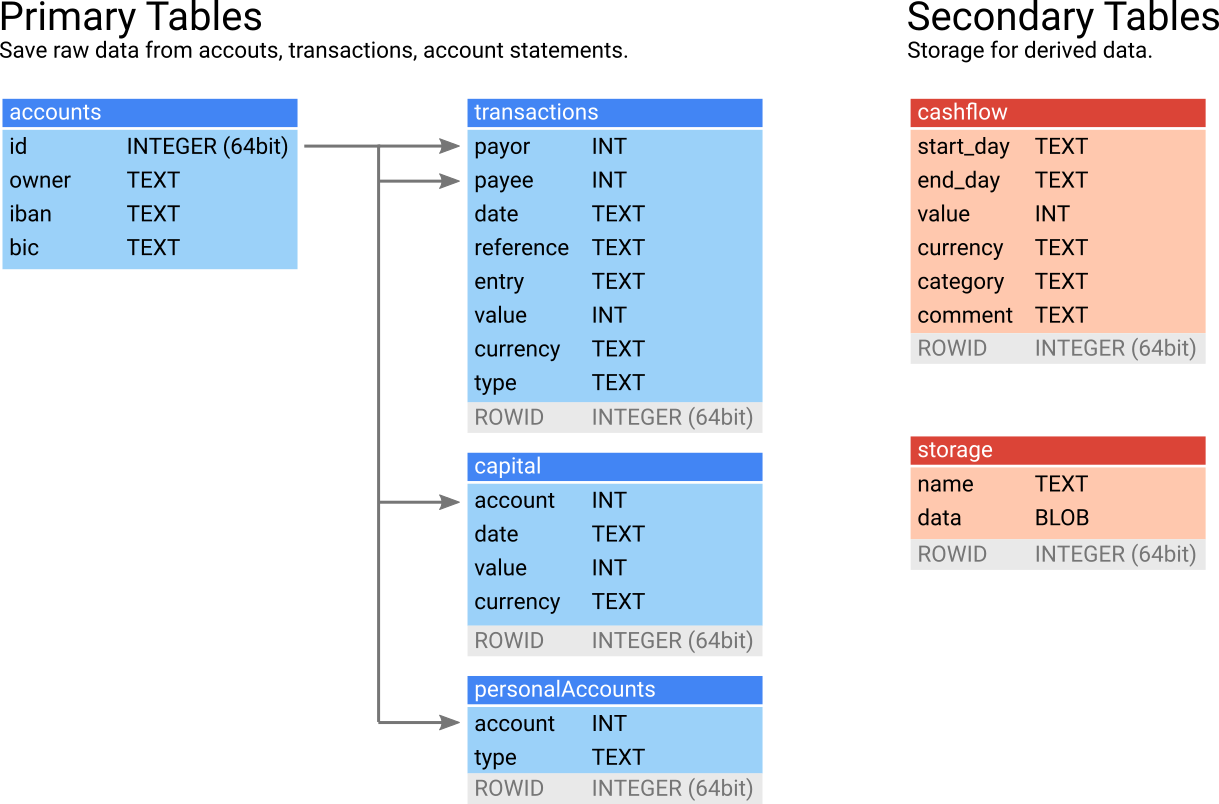 Primary Tables
Save raw data from accouts, transactions, account statements.
accounts
id INTEGER (64bit)
owner TEXT
iban TEXT
bic TEXT
transactions
payor INT
payee INT
date TEXT
reference TEXT
entry TEXT
value INT
currency TEXT
type TEXT
ROWID INTEGER (64bit)
capital
account INT
date TEXT
value INT
currency TEXT
ROWID INTEGER (64bit)
personalAccounts
account INT
type TEXT
ROWID INTEGER (64bit)
Secondary Tables
Storage for derived data.
cashflow
start_day TEXT
end_day TEXT
value INT
currency TEXT
category TEXT
comment TEXT
ROWID INTEGER (64bit)
storage
name TEXT
data BLOB
ROWID INTEGER (64bit)